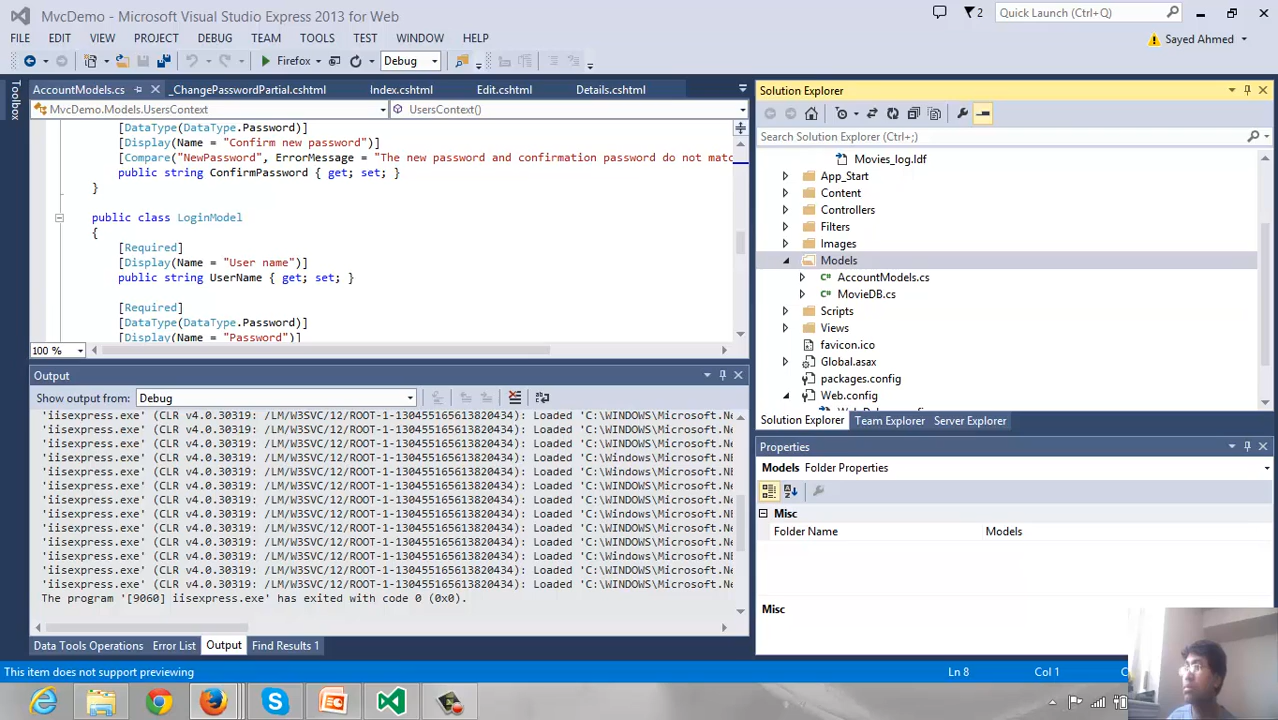 MvcDemo - Microsoft Visual Studio Express 2013 for Web
2
Quick Launch (Ctrl+Q)
FILE EDIT VIEW PROJECT DEBUG TEAM TOOLS TEST WINDOW HELP
Sayed Ahmed
Firefox Debug
Toolbox
AccountModels.cs _ChangePasswordPartial.cshtml Index.cshtml Edit.cshtml Details.cshtml
MvcDemo.Models.UsersContext UsersContext()
[DataType(DataType.Password)]
[Display(Name = "Confirm new password")]
[Compare("NewPassword", ErrorMessage = "The new password and confirmation password do not matc
public string ConfirmPassword { get; set; }
}
public class LoginModel
{
[Required]
[Display(Name = "User name")]
public string UserName { get; set; }
[Required]
[DataType(DataType.Password)]
[Display(Name = "Password")]
100 %
Output
Show output from: Debug
'iisexpress.exe' (CLR v4.0.30319: /LM/W3SVC/12/ROOT-1-130455165613820434): Loaded 'C:\WINDOWS\Microsoft.Ne
'iisexpress.exe' (CLR v4.0.30319: /LM/W3SVC/12/ROOT-1-130455165613820434): Loaded 'C:\WINDOWS\Microsoft.Ne
'iisexpress.exe' (CLR v4.0.30319: /LM/W3SVC/12/ROOT-1-130455165613820434): Loaded 'C:\WINDOWS\Microsoft.Ne
'iisexpress.exe' (CLR v4.0.30319: /LM/W3SVC/12/ROOT-1-130455165613820434): Loaded 'C:\Windows\Microsoft.NE
'iisexpress.exe' (CLR v4.0.30319: /LM/W3SVC/12/ROOT-1-130455165613820434): Loaded 'C:\WINDOWS\Microsoft.Ne
'iisexpress.exe' (CLR v4.0.30319: /LM/W3SVC/12/ROOT-1-130455165613820434): Loaded 'C:\WINDOWS\Microsoft.Ne
'iisexpress.exe' (CLR v4.0.30319: /LM/W3SVC/12/ROOT-1-130455165613820434): Loaded 'C:\WINDOWS\Microsoft.Ne
'iisexpress.exe' (CLR v4.0.30319: /LM/W3SVC/12/ROOT-1-130455165613820434): Loaded 'C:\Windows\Microsoft.NE
'iisexpress.exe' (CLR v4.0.30319: /LM/W3SVC/12/ROOT-1-130455165613820434): Loaded 'C:\Windows\Microsoft.NE
'iisexpress.exe' (CLR v4.0.30319: /LM/W3SVC/12/ROOT-1-130455165613820434): Loaded 'C:\WINDOWS\Microsoft.Ne
'iisexpress.exe' (CLR v4.0.30319: /LM/W3SVC/12/ROOT-1-130455165613820434): Loaded 'C:\Windows\Microsoft.NE
'iisexpress.exe' (CLR v4.0.30319: /LM/W3SVC/12/ROOT-1-130455165613820434): Loaded 'C:\WINDOWS\Microsoft.Ne
'iisexpress.exe' (CLR v4.0.30319: /LM/W3SVC/12/ROOT-1-130455165613820434): Loaded 'C:\WINDOWS\Microsoft.Ne
The program '[9060] iisexpress.exe' has exited with code 0 (0x0).
Data Tools Operations Error List Output Find Results 1
Solution Explorer
Search Solution Explorer (Ctrl+;)
Movies_log.ldf
App_Start
Content
Controllers
Filters
Images
Models
AccountModels.cs
MovieDB.cs
Scripts
Views
favicon.ico
Global.asax
packages.config
Web.config
Solution Explorer Team Explorer Server Explorer
Properties
Models Folder Properties
Misc
Folder Name Models
Misc
This item does not support previewing Ln 8 Col 1